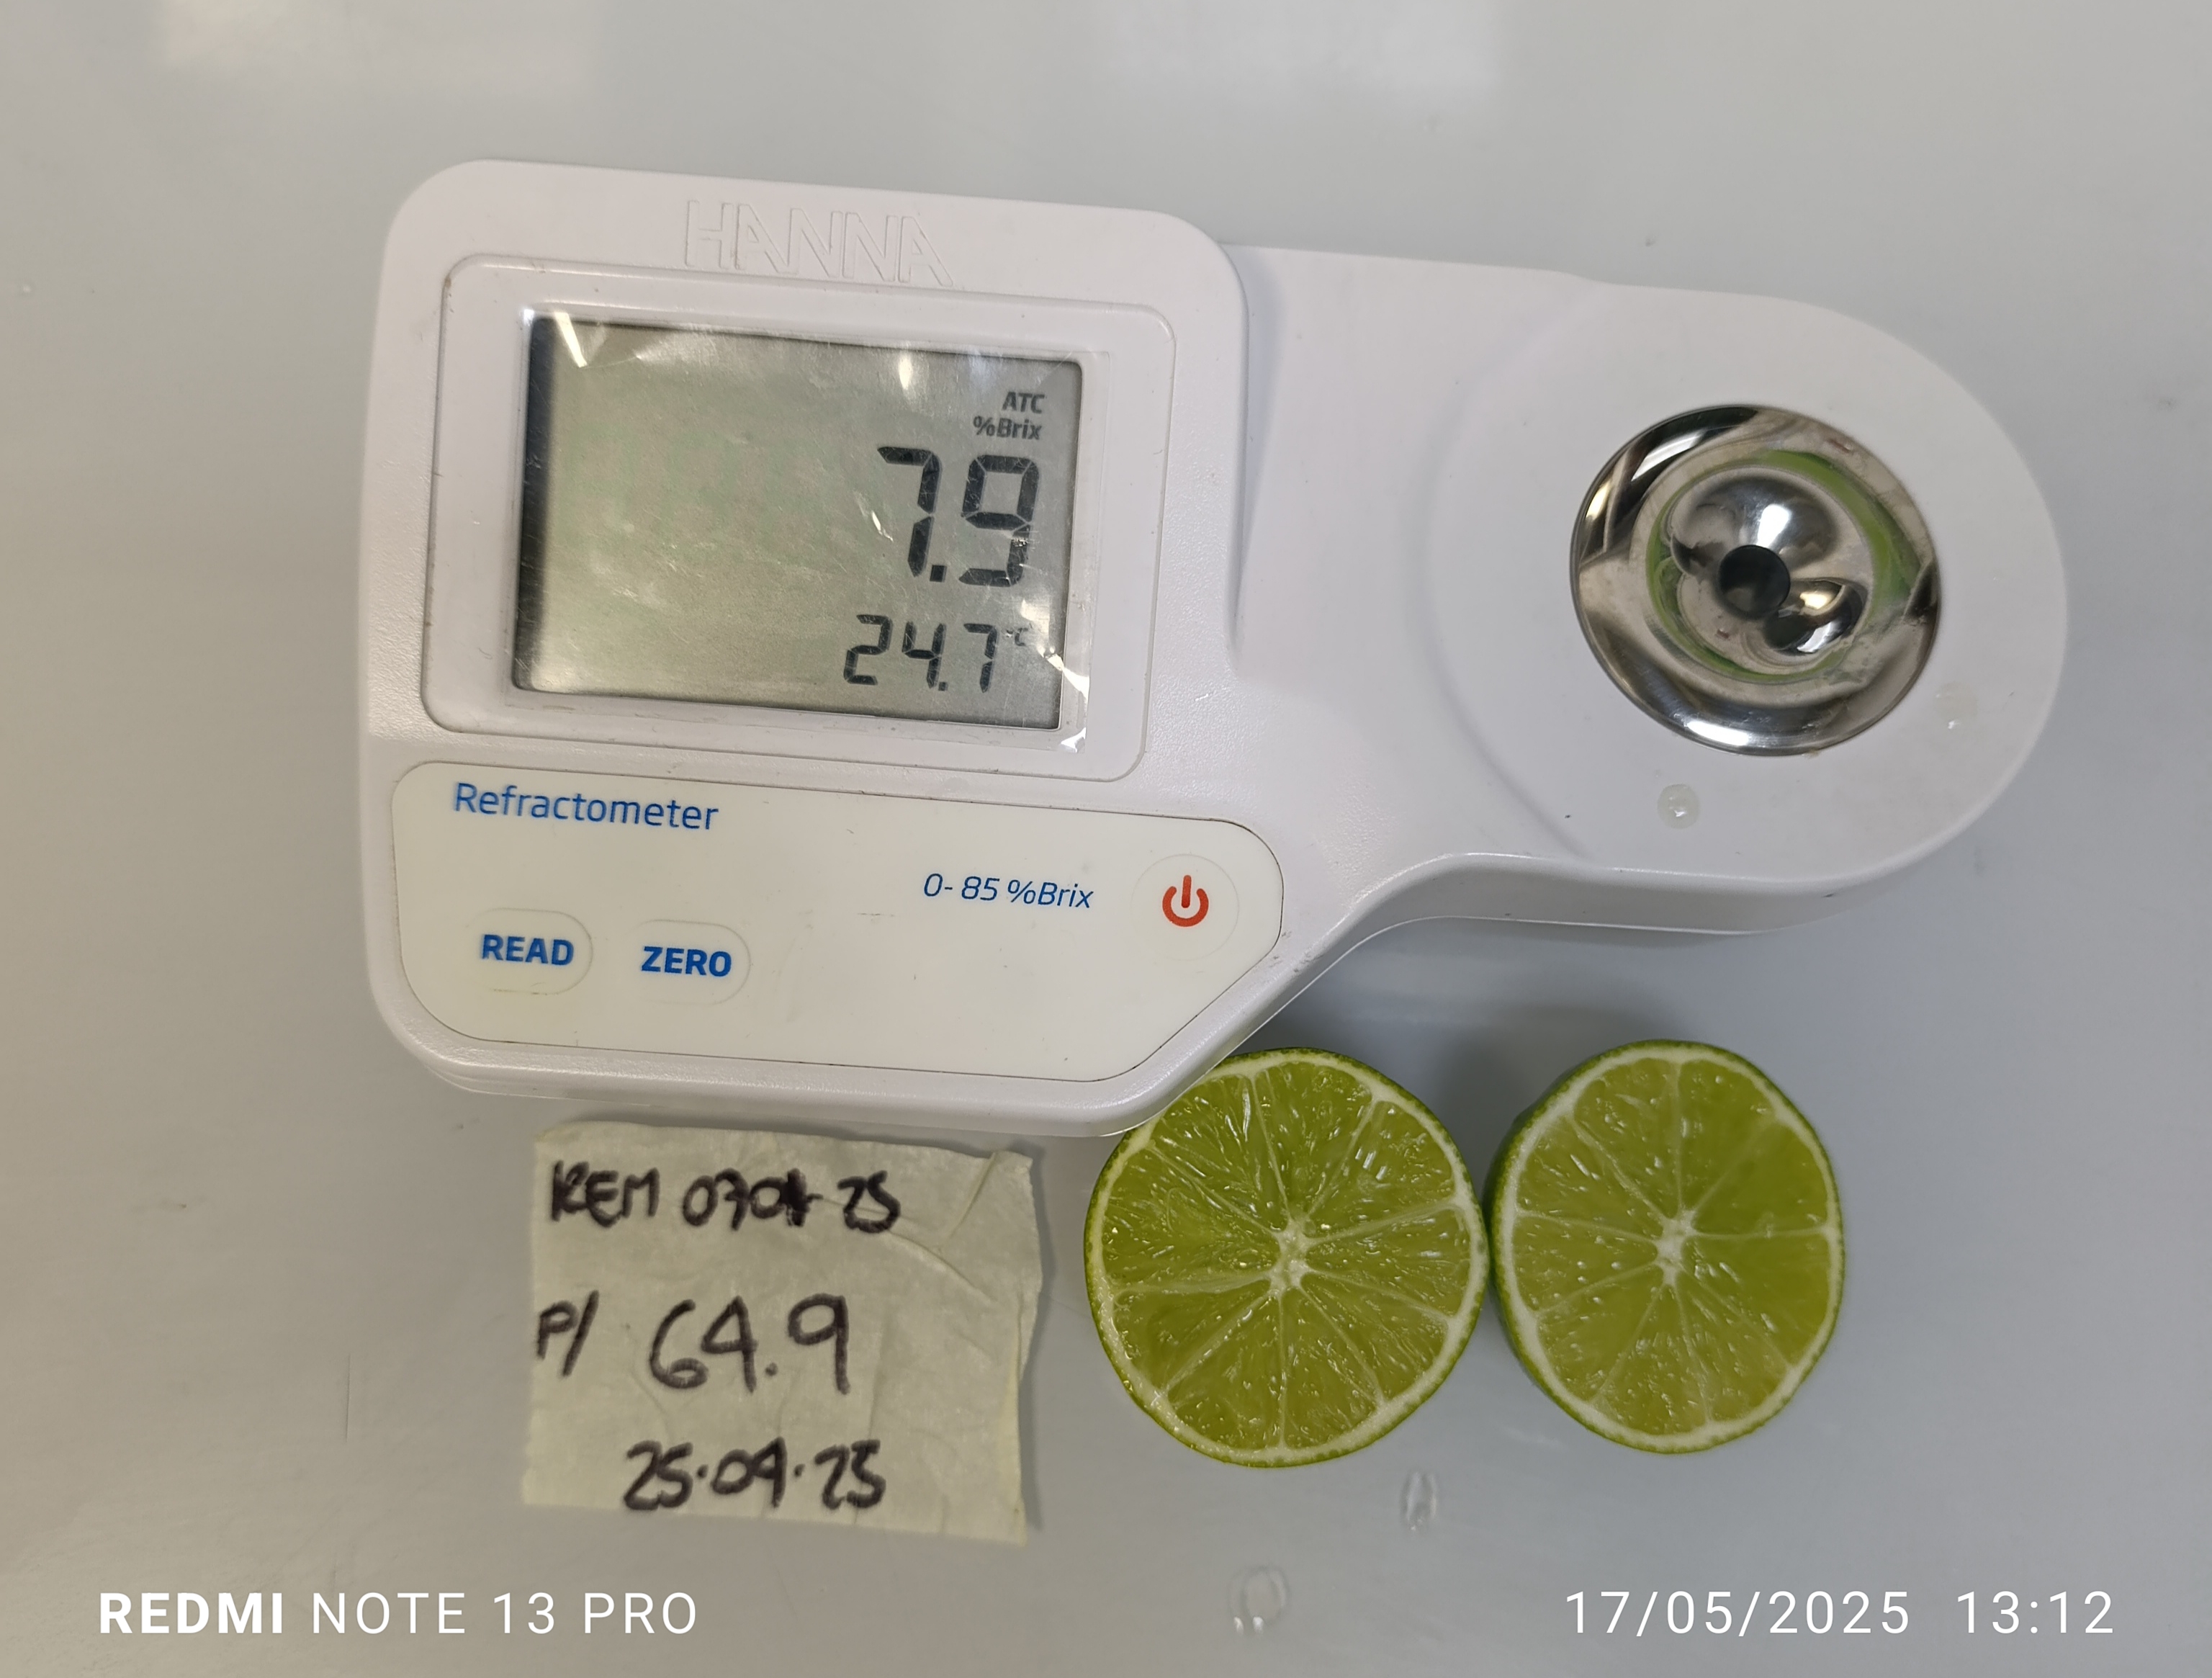 HANNA
ATC
%Brix
7.9
24.7°C
Refractometer
0-85 %Brix
READ
ZERO
P/ 64.9
25.04.25
REDMI NOTE 13 PRO
17/05/2025 13:12